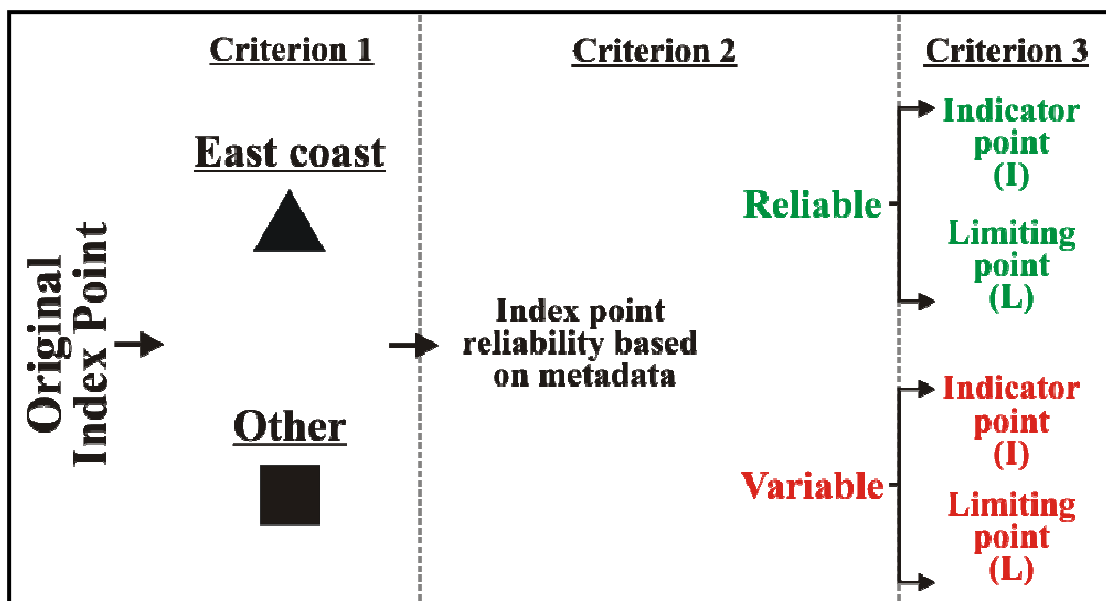 Original
Index Point
Criterion 1
East coast
Other
Criterion 2
Index point
reliability based
on metadata
Reliable
Variable
Criterion 3
Indicator
point
(I)
Limiting
point
(L)
Indicator
point
(I)
Limiting
point
(L)